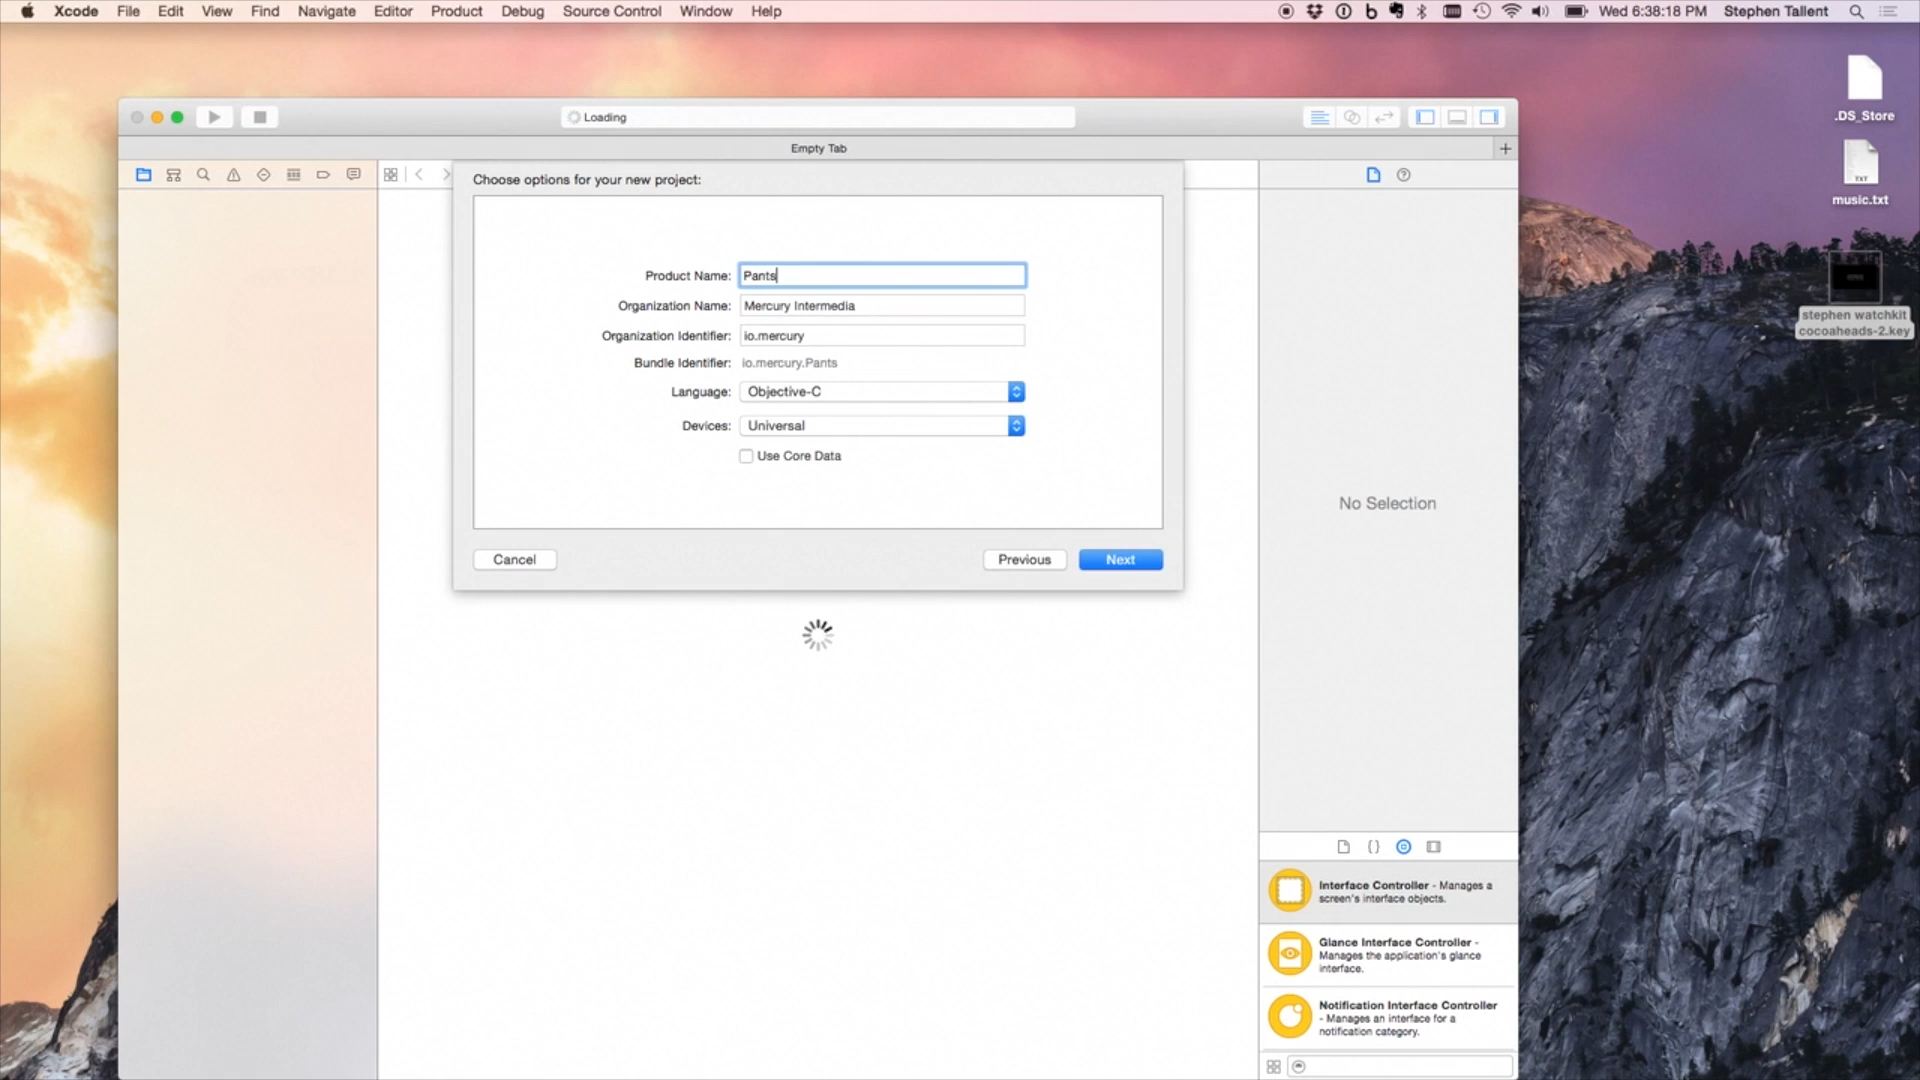 Xcode File Edit View Find Navigate Editor Product Debug Source Control Window Help
Wed 6:38:18 PM Stephen Tallent
.DS_Store
TXT
music.txt
stephen watchkit
cocoaheads-2.key
Loading
Empty Tab
Choose options for your new project:
Product Name: Pants
Organization Name: Mercury Intermedia
Organization Identifier: io.mercury
Bundle Identifier: io.mercury.Pants
Language: Objective-C
Devices: Universal
Use Core Data
Cancel Previous Next
No Selection
Interface Controller - Manages a
screen's interface objects.
Glance Interface Controller -
Manages the application's glance
interface.
Notification Interface Controller
- Manages an interface for a
notification category.